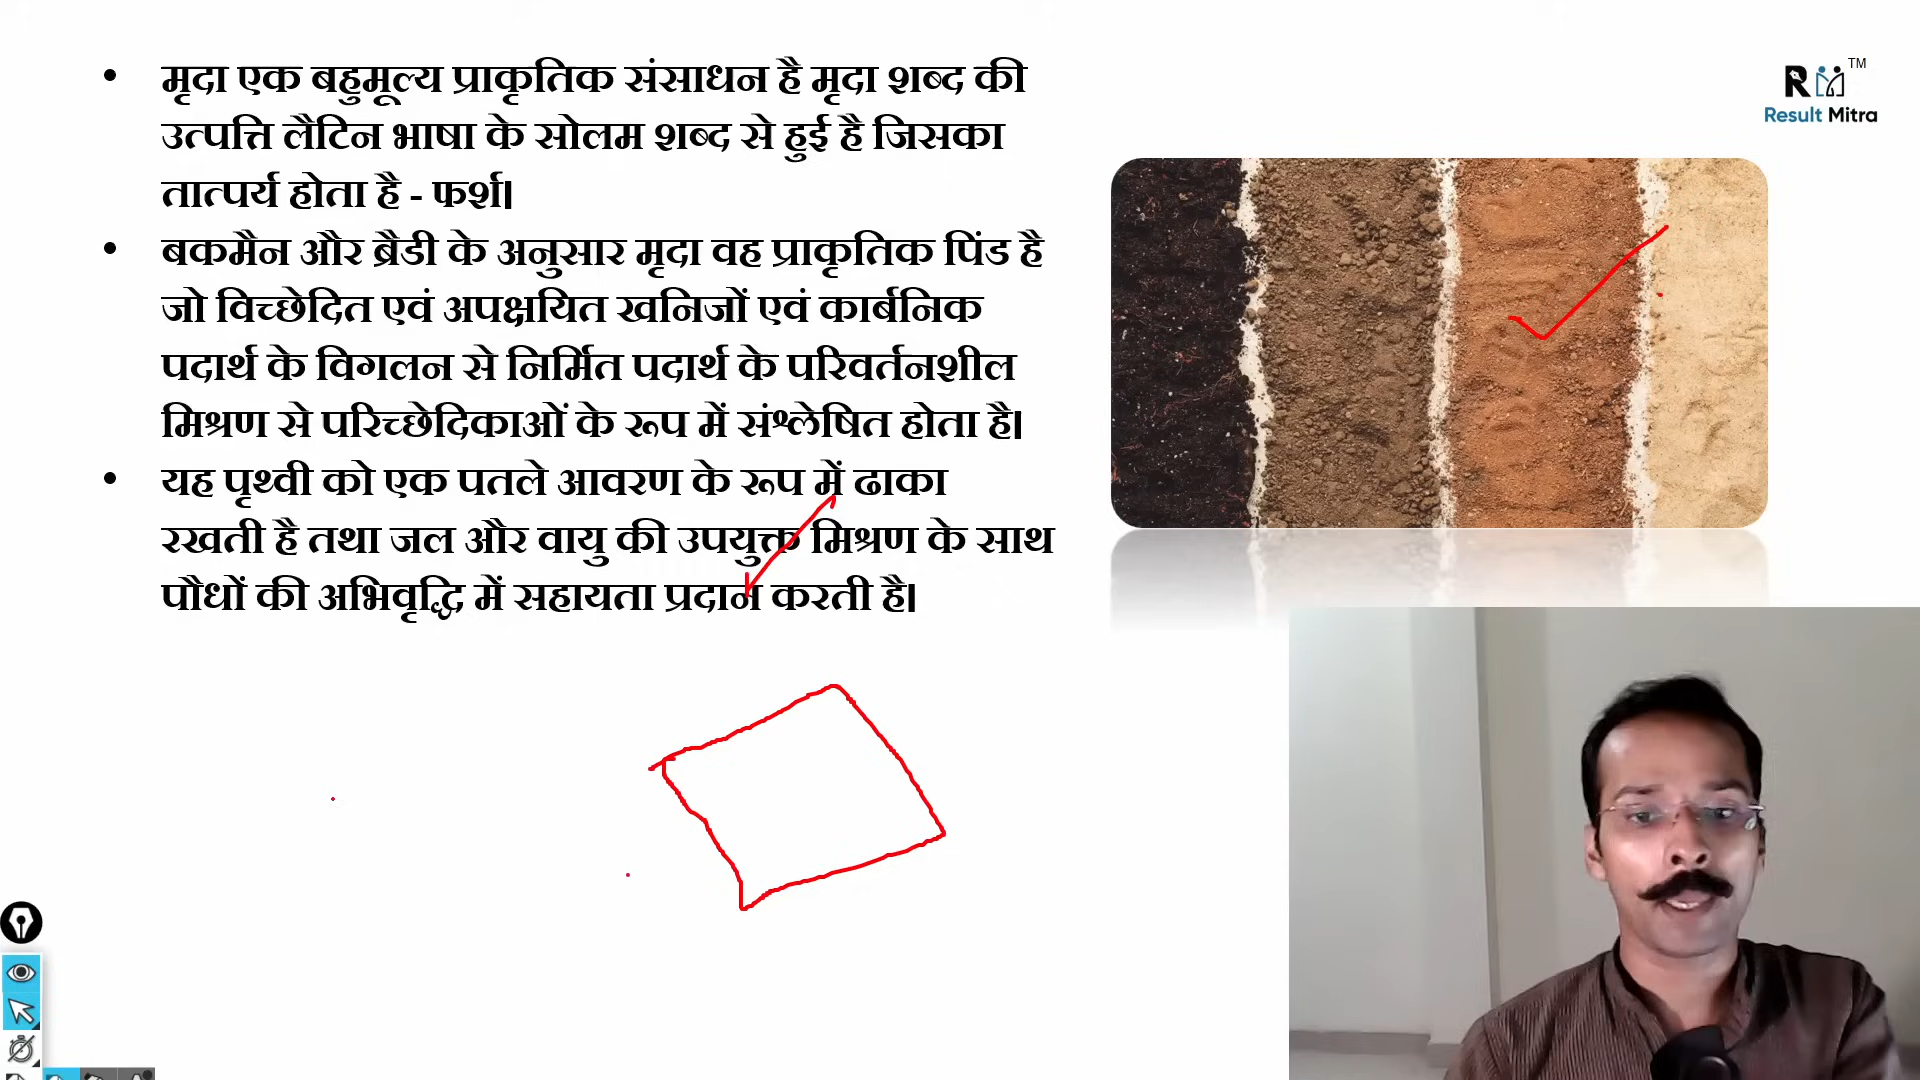 मृदा एक बहुमूल्य प्राकृतिक संसाधन है मृदा शब्द की
उत्पत्ति लैटिन भाषा के सोलम शब्द से हुई है जिसका
तात्पर्य होता है - फर्श।
बकमैन और ब्रैडी के अनुसार मृदा वह प्राकृतिक पिंड है
जो विच्छेदित एवं अपक्षयित खनिजों एवं कार्बनिक
पदार्थ के विगलन से निर्मित पदार्थ के परिवर्तनशील
मिश्रण से परिच्छेदिकाओं के रूप में संश्लेषित होता है।
यह पृथ्वी को एक पतले आवरण के रूप में ढाका
रखती है तथा जल और वायु की उपयुक्त मिश्रण के साथ
पौधों की अभिवृद्धि में सहायता प्रदान करती है।
TM
Result Mitra